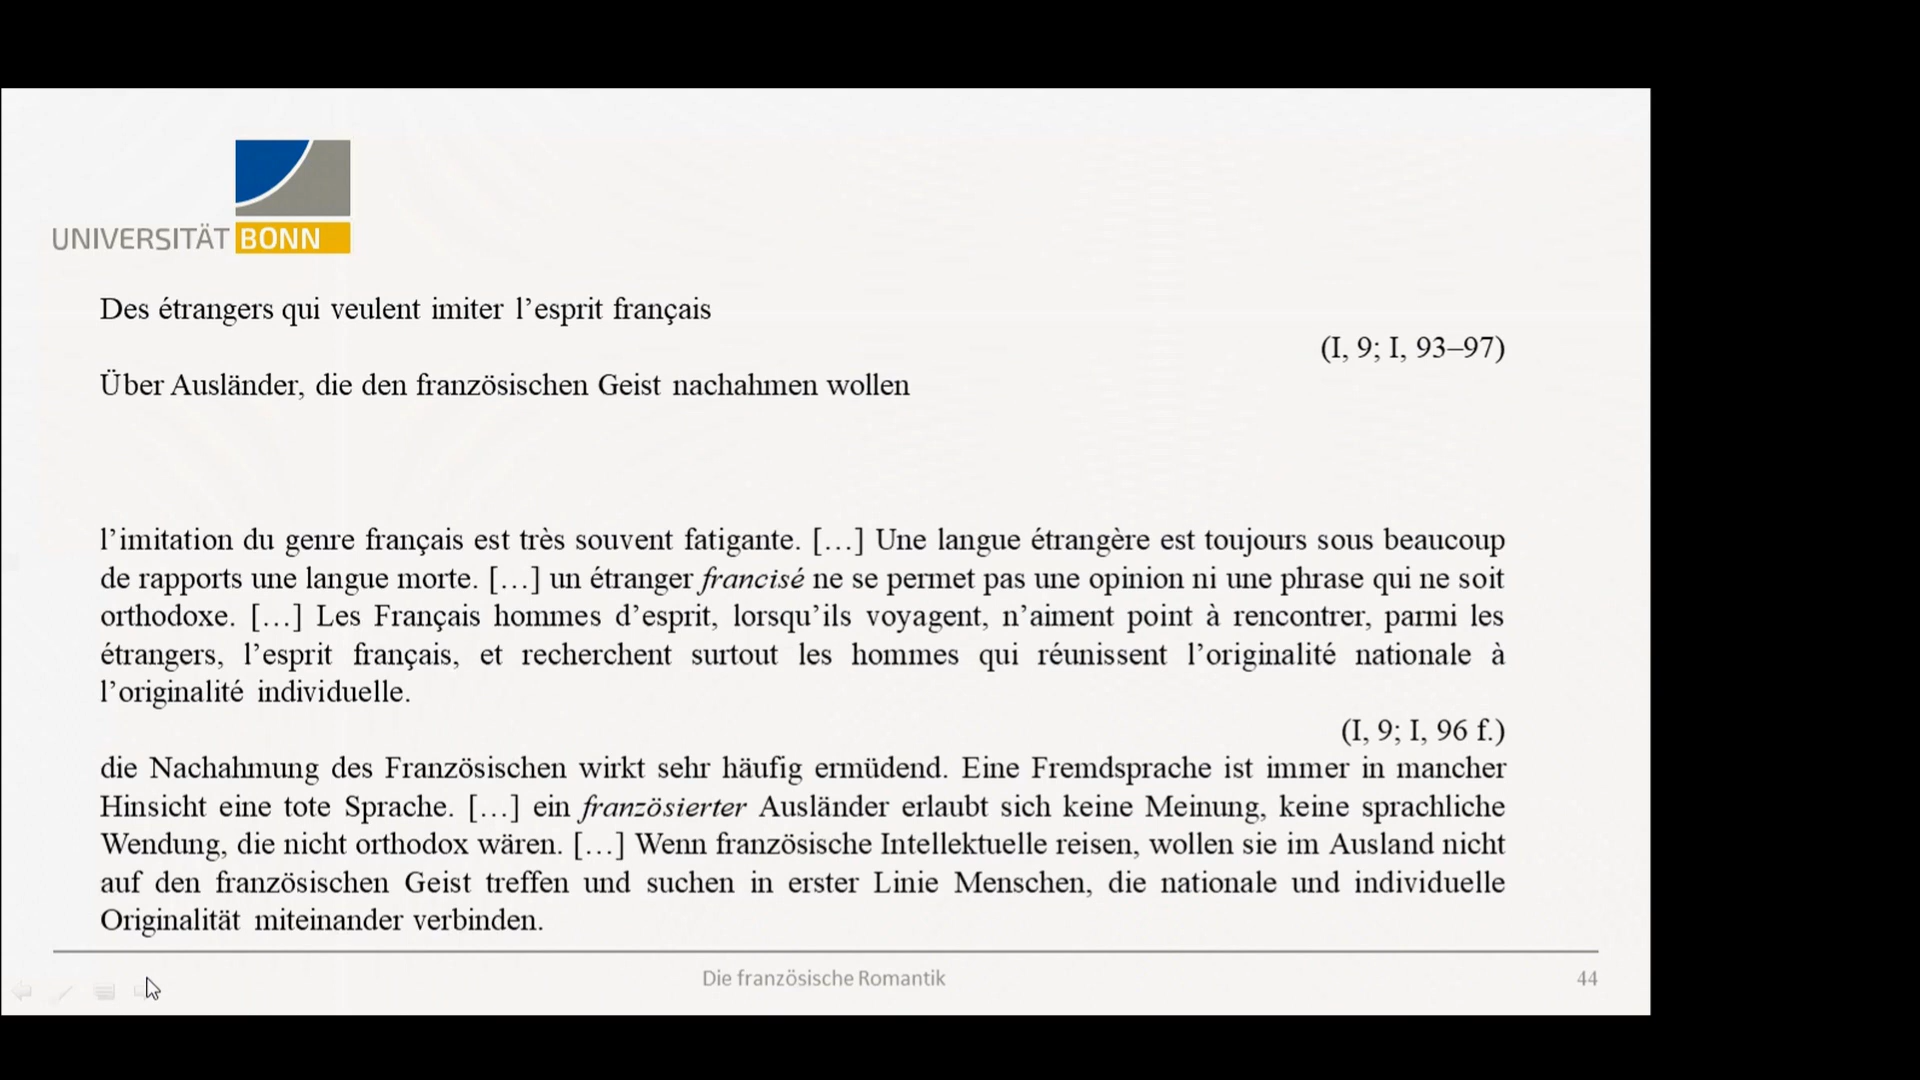 UNIVERSITÄT BONN
Des étrangers qui veulent imiter l’esprit français
(I, 9; I, 93–97)
Über Ausländer, die den französischen Geist nachahmen wollen
l’imitation du genre français est très souvent fatigante. […] Une langue étrangère est toujours sous beaucoup
de rapports une langue morte. […] un étranger francisé ne se permet pas une opinion ni une phrase qui ne soit
orthodoxe. […] Les Français hommes d’esprit, lorsqu’ils voyagent, n’aiment point à rencontrer, parmi les
étrangers, l’esprit français, et recherchent surtout les hommes qui réunissent l’originalité nationale à
l’originalité individuelle.
(I, 9; I, 96 f.)
die Nachahmung des Französischen wirkt sehr häufig ermüdend. Eine Fremdsprache ist immer in mancher
Hinsicht eine tote Sprache. […] ein französierter Ausländer erlaubt sich keine Meinung, keine sprachliche
Wendung, die nicht orthodox wären. […] Wenn französische Intellektuelle reisen, wollen sie im Ausland nicht
auf den französischen Geist treffen und suchen in erster Linie Menschen, die nationale und individuelle
Originalität miteinander verbinden.
Die französische Romantik
44